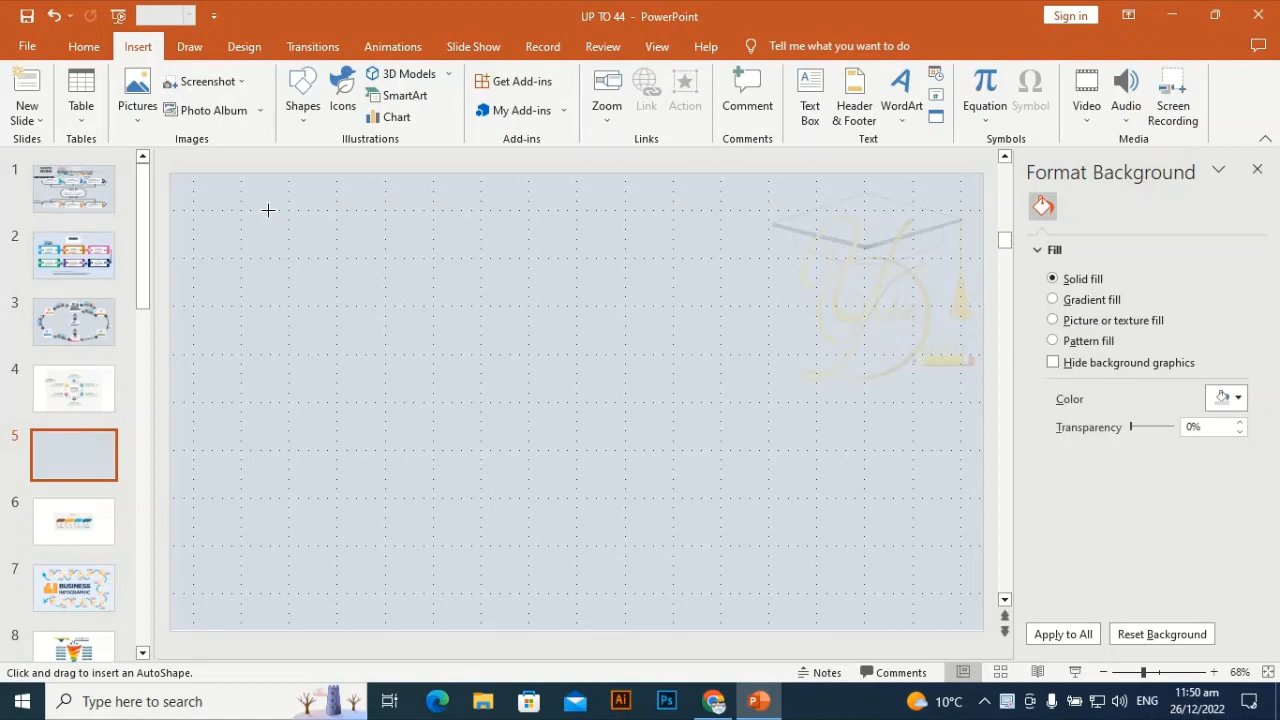 UP TO 44 - PowerPoint
Sign in
File Home Insert Draw Design Transitions Animations Slide Show Record Review View Help Tell me what you want to do
New Slide
Slides
Table
Tables
Pictures
Screenshot
Photo Album
Images
Shapes
Icons
3D Models
SmartArt
Chart
Illustrations
Get Add-ins
My Add-ins
Add-ins
Zoom
Link
Action
Links
Comment
Comments
Text Box
Header & Footer
WordArt
Text
Equation
Symbol
Symbols
Video
Audio
Screen Recording
Media
1
2
3
4
5
6
7
BUSINESS
INFOGRAPHIC
8
Format Background
Fill
Solid fill
Gradient fill
Picture or texture fill
Pattern fill
Hide background graphics
Color
Transparency 0%
Apply to All Reset Background
Click and drag to insert an AutoShape.
Notes Comments 68%
Type here to search
Ai
Ps
10°C
ENG
11:50 am
26/12/2022